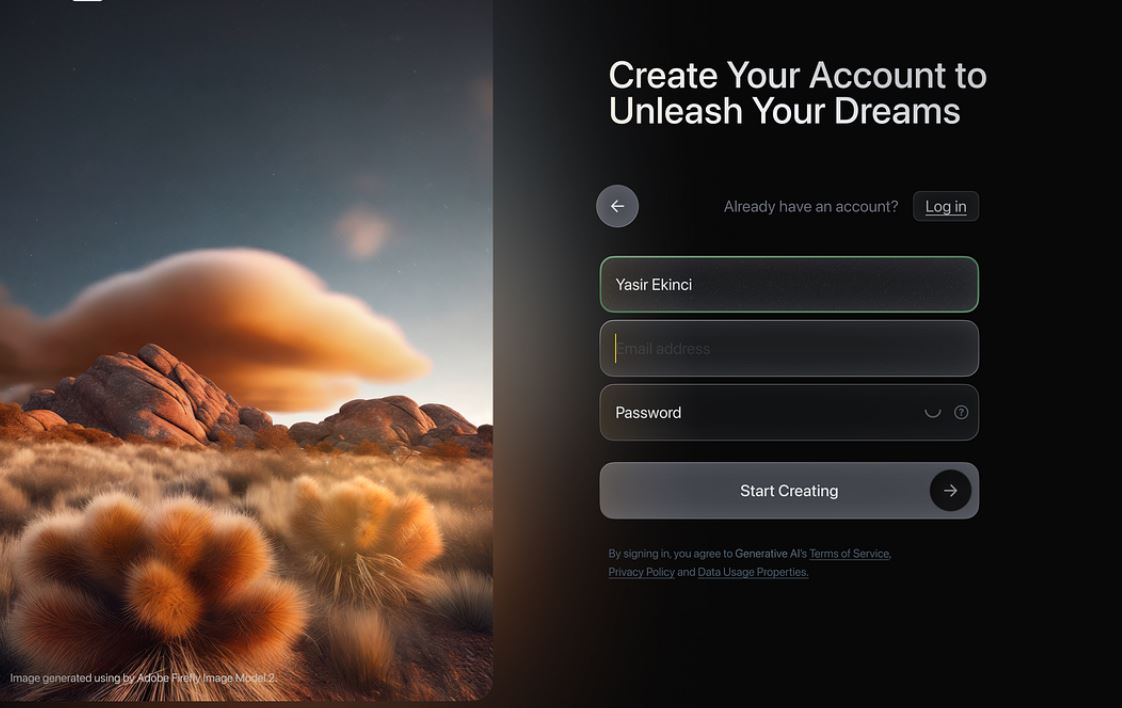 Create Your Account to
Unleash Your Dreams
Already have an account? Log in
Yasir Ekinci
Email address
Password
Start Creating
By signing in, you agree to Generative AI's Terms of Service,
Privacy Policy and Data Usage Properties.
Image generated using by Adobe Firefly Image Model 2.